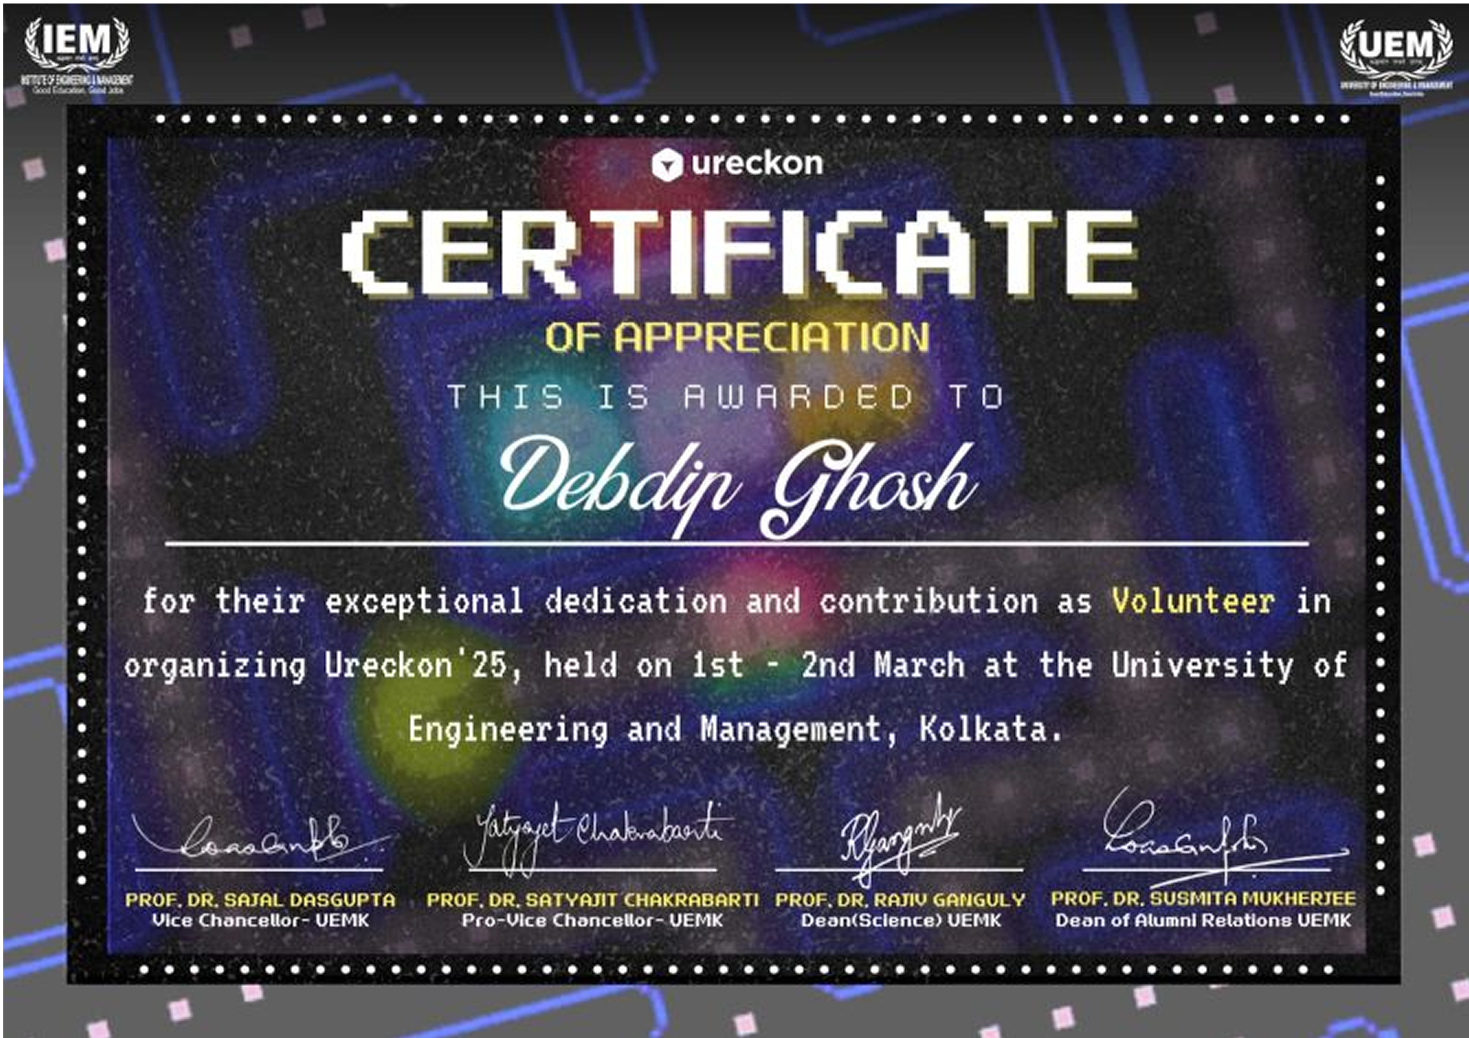 IEM
INSTITUTE OF ENGINEERING & MANAGEMENT
Good Education, Good Jobs
UEM
UNIVERSITY OF ENGINEERING & MANAGEMENT
ureckon
CERTIFICATE
OF APPRECIATION
THIS IS AWARDED TO
Debdip Ghosh
for their exceptional dedication and contribution as Volunteer in
organizing Ureckon'25, held on 1st - 2nd March at the University of
Engineering and Management, Kolkata.
Satyajit Chakrabarti
PROF. DR. SAJAL DASGUPTA
Vice Chancellor- UEMK
PROF. DR. SATYAJIT CHAKRABARTI
Pro-Vice Chancellor- UEMK
PROF. DR. RAJIV GANGULY
Dean(Science) UEMK
PROF. DR. SUSMITA MUKHERJEE
Dean of Alumni Relations UEMK